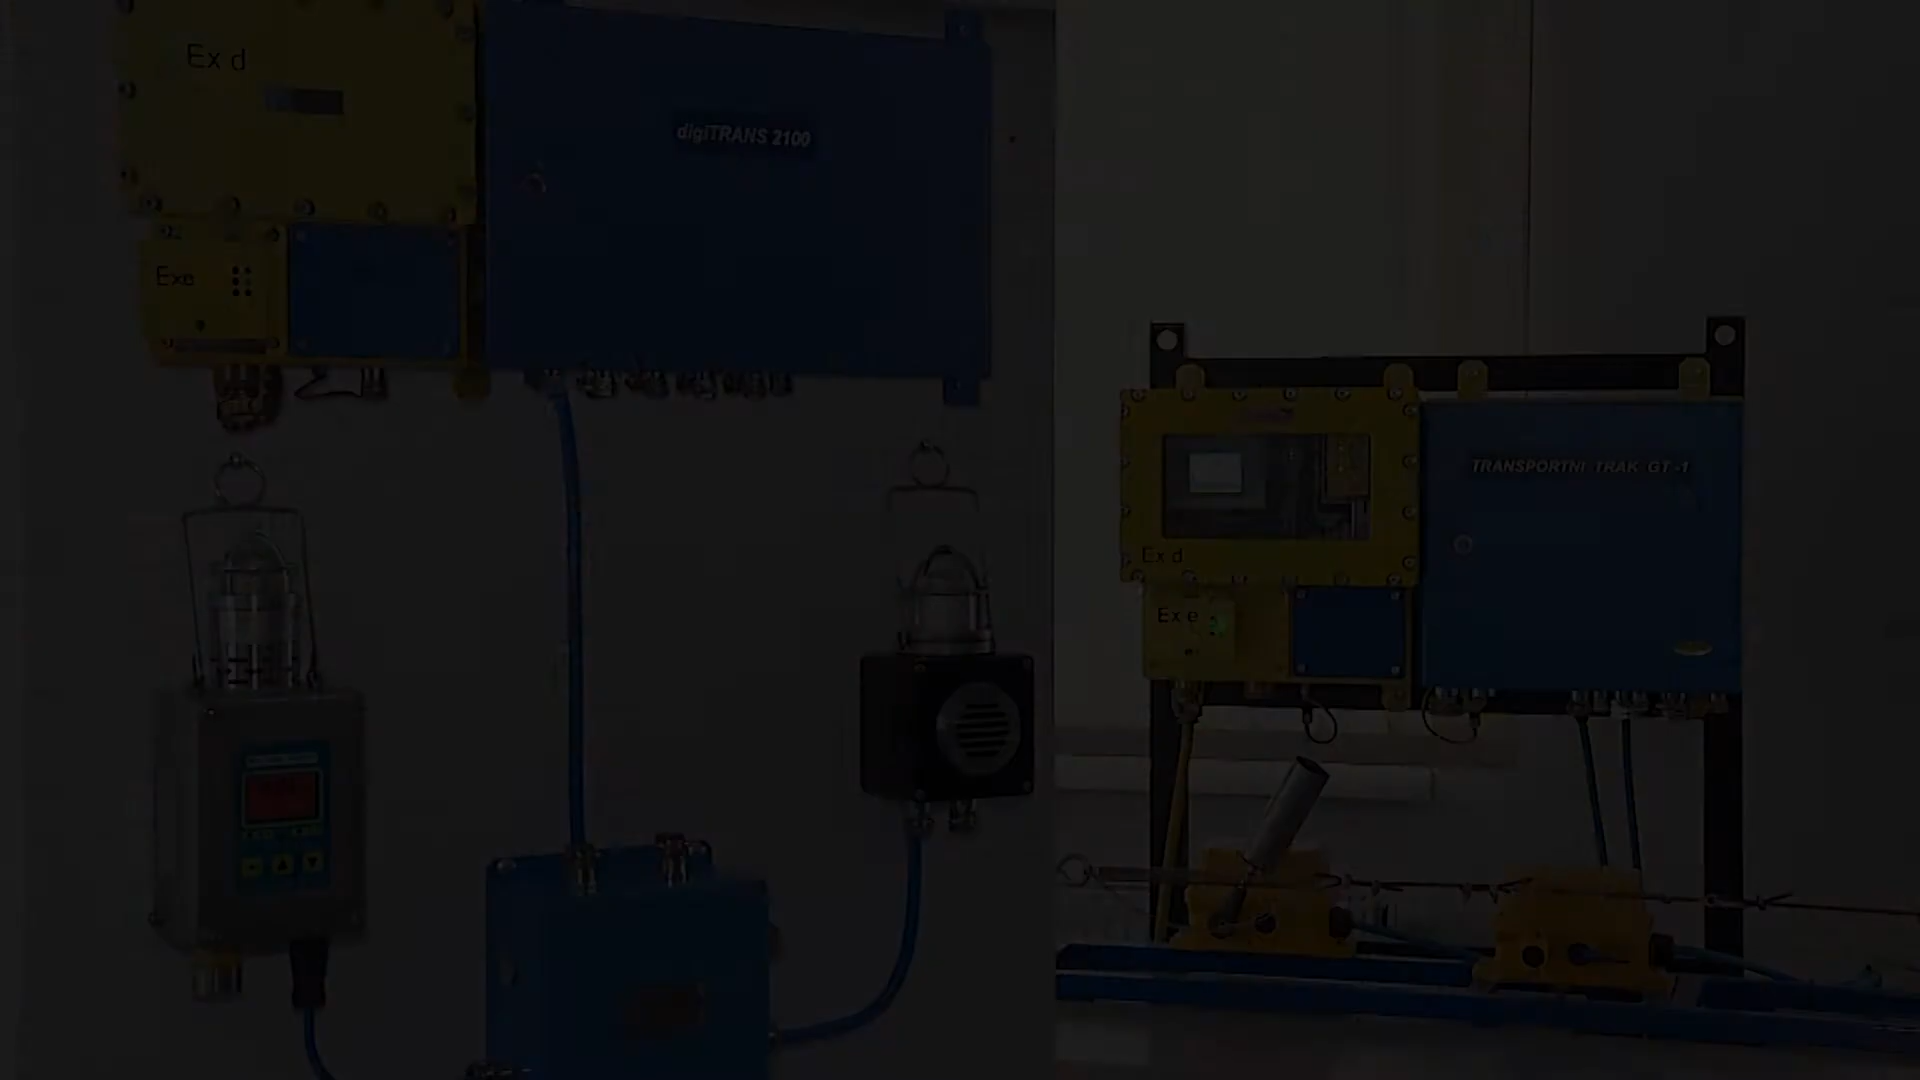 Ex d
digiTRANS 2100
Exe
TRANSPORTNI TRAK GT-1
Ex d
Ex e